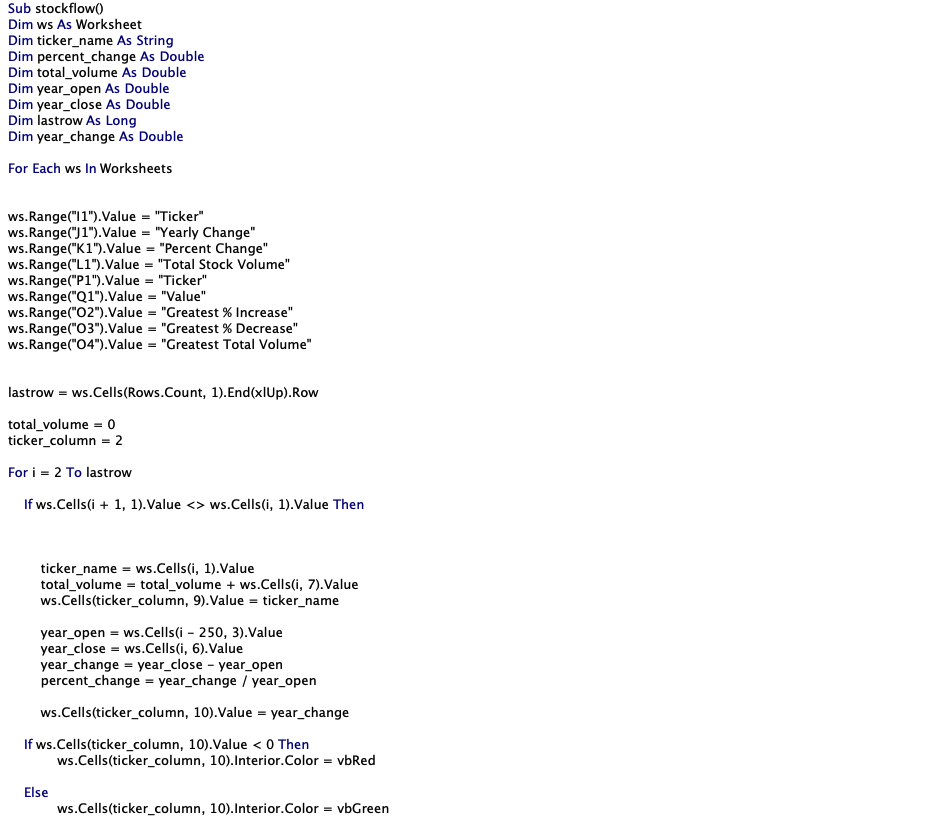 Sub stockflow()
Dim ws As Worksheet
Dim ticker_name As String
Dim percent_change As Double
Dim total_volume As Double
Dim year_open As Double
Dim year_close As Double
Dim lastrow As Long
Dim year_change As Double
For Each ws In Worksheets
ws.Range("I1").Value = "Ticker"
ws.Range("J1").Value = "Yearly Change"
ws.Range("K1").Value = "Percent Change"
ws.Range("L1").Value = "Total Stock Volume"
ws.Range("P1").Value = "Ticker"
ws.Range("Q1").Value = "Value"
ws.Range("O2").Value = "Greatest % Increase"
ws.Range("O3").Value = "Greatest % Decrease"
ws.Range("O4").Value = "Greatest Total Volume"
lastrow = ws.Cells(Rows.Count, 1).End(xlUp).Row
total_volume = 0
ticker_column = 2
For i = 2 To lastrow
If ws.Cells(i + 1, 1).Value <> ws.Cells(i, 1).Value Then
ticker_name = ws.Cells(i, 1).Value
total_volume = total_volume + ws.Cells(i, 7).Value
ws.Cells(ticker_column, 9).Value = ticker_name
year_open = ws.Cells(i - 250, 3).Value
year_close = ws.Cells(i, 6).Value
year_change = year_close - year_open
percent_change = year_change / year_open
ws.Cells(ticker_column, 10).Value = year_change
If ws.Cells(ticker_column, 10).Value < 0 Then
ws.Cells(ticker_column, 10).Interior.Color = vbRed
Else
ws.Cells(ticker_column, 10).Interior.Color = vbGreen